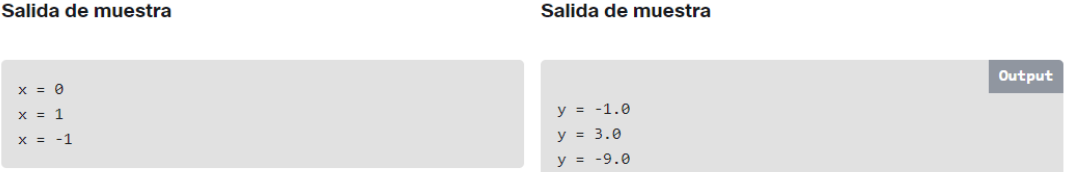 Salida de muestra
x = 0
x = 1
x = -1
Salida de muestra
Output
y = -1.0
y = 3.0
y = -9.0